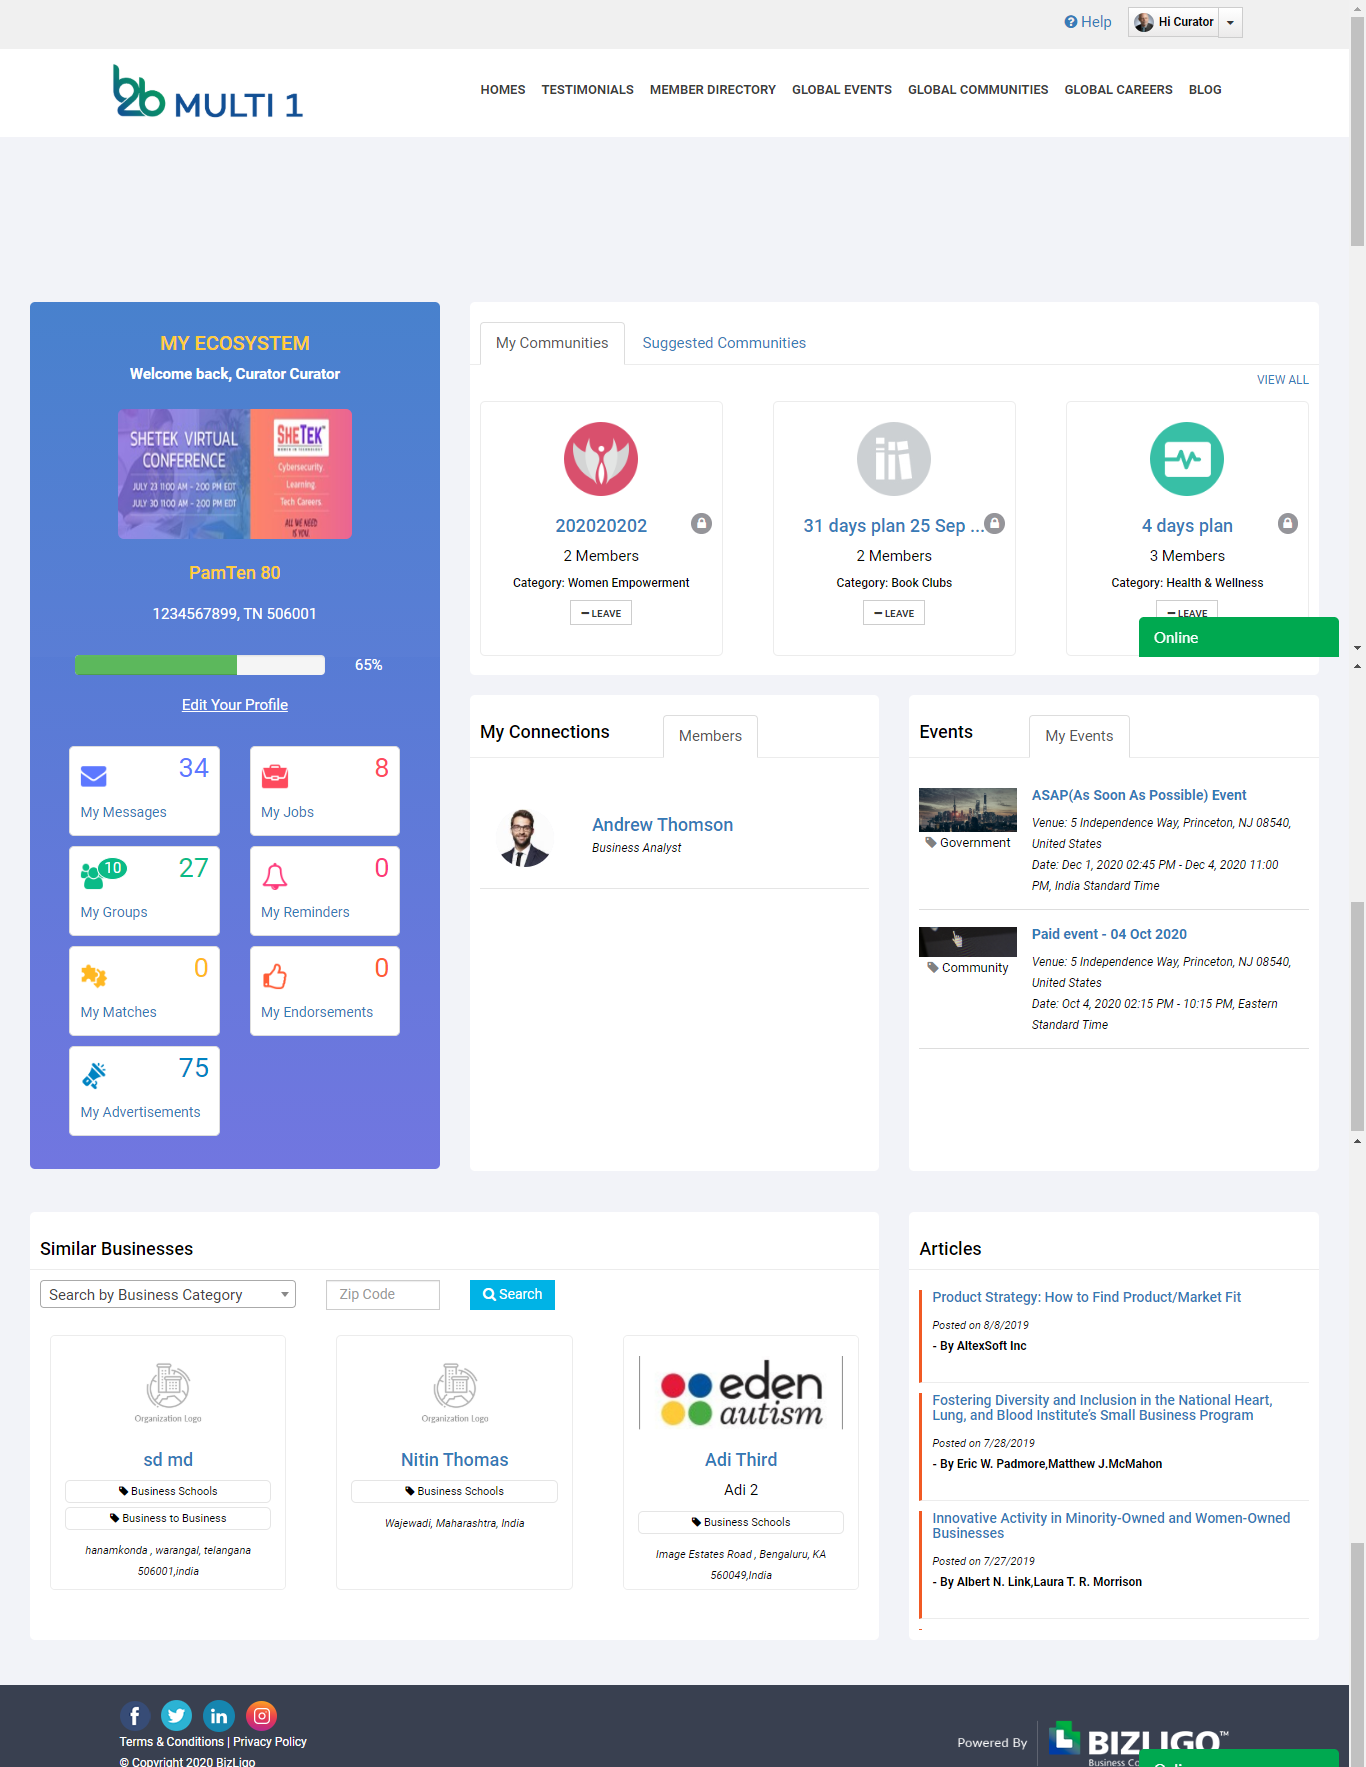 Help
Hi Curator
b2b MULTI 1
HOMES TESTIMONIALS MEMBER DIRECTORY GLOBAL EVENTS GLOBAL COMMUNITIES GLOBAL CAREERS BLOG
MY ECOSYSTEM
Welcome back, Curator Curator
SHETEK VIRTUAL
CONFERENCE
JULY 23 11:00 AM - 2:00 PM EDT
JULY 30 11:00 AM - 2:00 PM EDT
SHETEK
Cybersecurity
Learning
Tech Careers
ALL WE NEED
IS YOU
PamTen 80
1234567899, TN 506001
65%
Edit Your Profile
34
My Messages
8
My Jobs
10
27
My Groups
0
My Reminders
0
My Matches
0
My Endorsements
75
My Advertisements
My Communities
Suggested Communities
VIEW ALL
202020202
2 Members
Category: Women Empowerment
LEAVE
31 days plan 25 Sep ...
2 Members
Category: Book Clubs
LEAVE
4 days plan
3 Members
Category: Health & Wellness
LEAVE
Online
My Connections
Members
Andrew Thomson
Business Analyst
Events
My Events
ASAP(As Soon As Possible) Event
Venue: 5 Independence Way, Princeton, NJ 08540,
United States
Date: Dec 1, 2020 02:45 PM - Dec 4, 2020 11:00
PM, India Standard Time
Government
Paid event - 04 Oct 2020
Venue: 5 Independence Way, Princeton, NJ 08540,
United States
Date: Oct 4, 2020 02:15 PM - 10:15 PM, Eastern
Standard Time
Community
Similar Businesses
Search by Business Category
Zip Code
Search
Organization Logo
sd md
Business Schools
Business to Business
hanamkonda , warangal, telangana
506001,india
Organization Logo
Nitin Thomas
Business Schools
Wajewadi, Maharashtra, India
eden
autism
Adi Third
Adi 2
Business Schools
Image Estates Road , Bengaluru, KA
560049,India
Articles
Product Strategy: How to Find Product/Market Fit
Posted on 8/8/2019
- By AltexSoft Inc
Fostering Diversity and Inclusion in the National Heart,
Lung, and Blood Institute's Small Business Program
Posted on 7/28/2019
- By Eric W. Padmore,Matthew J.McMahon
Innovative Activity in Minority-Owned and Women-Owned
Businesses
Posted on 7/27/2019
- By Albert N. Link,Laura T. R. Morrison
Terms & Conditions | Privacy Policy
© Copyright 2020 BizLigo
Powered By
BIZLIGO™
Business
Online